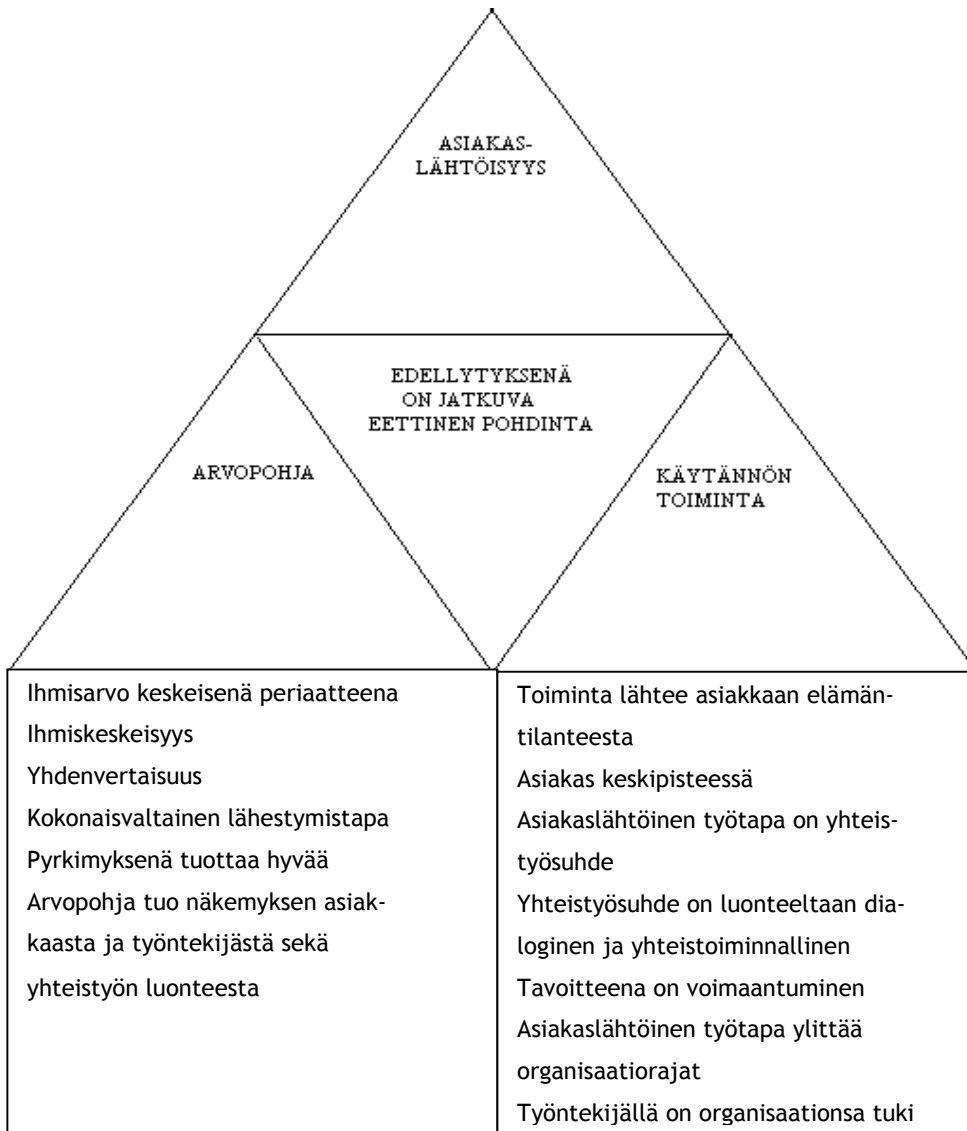 ASIAKAS-
LÄHTÖISYYS
EDELLYTYKSENÄ
ON JATKUVA
EETTINEN POHDINTA
ARVOPOHJA
KÄYTÄNNÖN
TOIMINTA
Ihmisarvo keskeisenä periaatteena
Ihmiskeskeisyys
Yhdenvertaisuus
Kokonaisvaltainen lähestymistapa
Pyrkimyksenä tuottaa hyvää
Arvopohja tuo näkemyksen asiak-
kaasta ja työntekijästä sekä
yhteistyön luonteesta
Toiminta lähtee asiakkaan elämän-
tilanteesta
Asiakas keskipisteessä
Asiakaslähtöinen työtapa on yhteis-
työsuhde
Yhteistyösuhde on luonteeltaan dia-
loginen ja yhteistoiminnallinen
Tavoitteena on voimaantuminen
Asiakaslähtöinen työtapa ylittää
organisaatiorajat
Työntekijällä on organisaationsa tuki